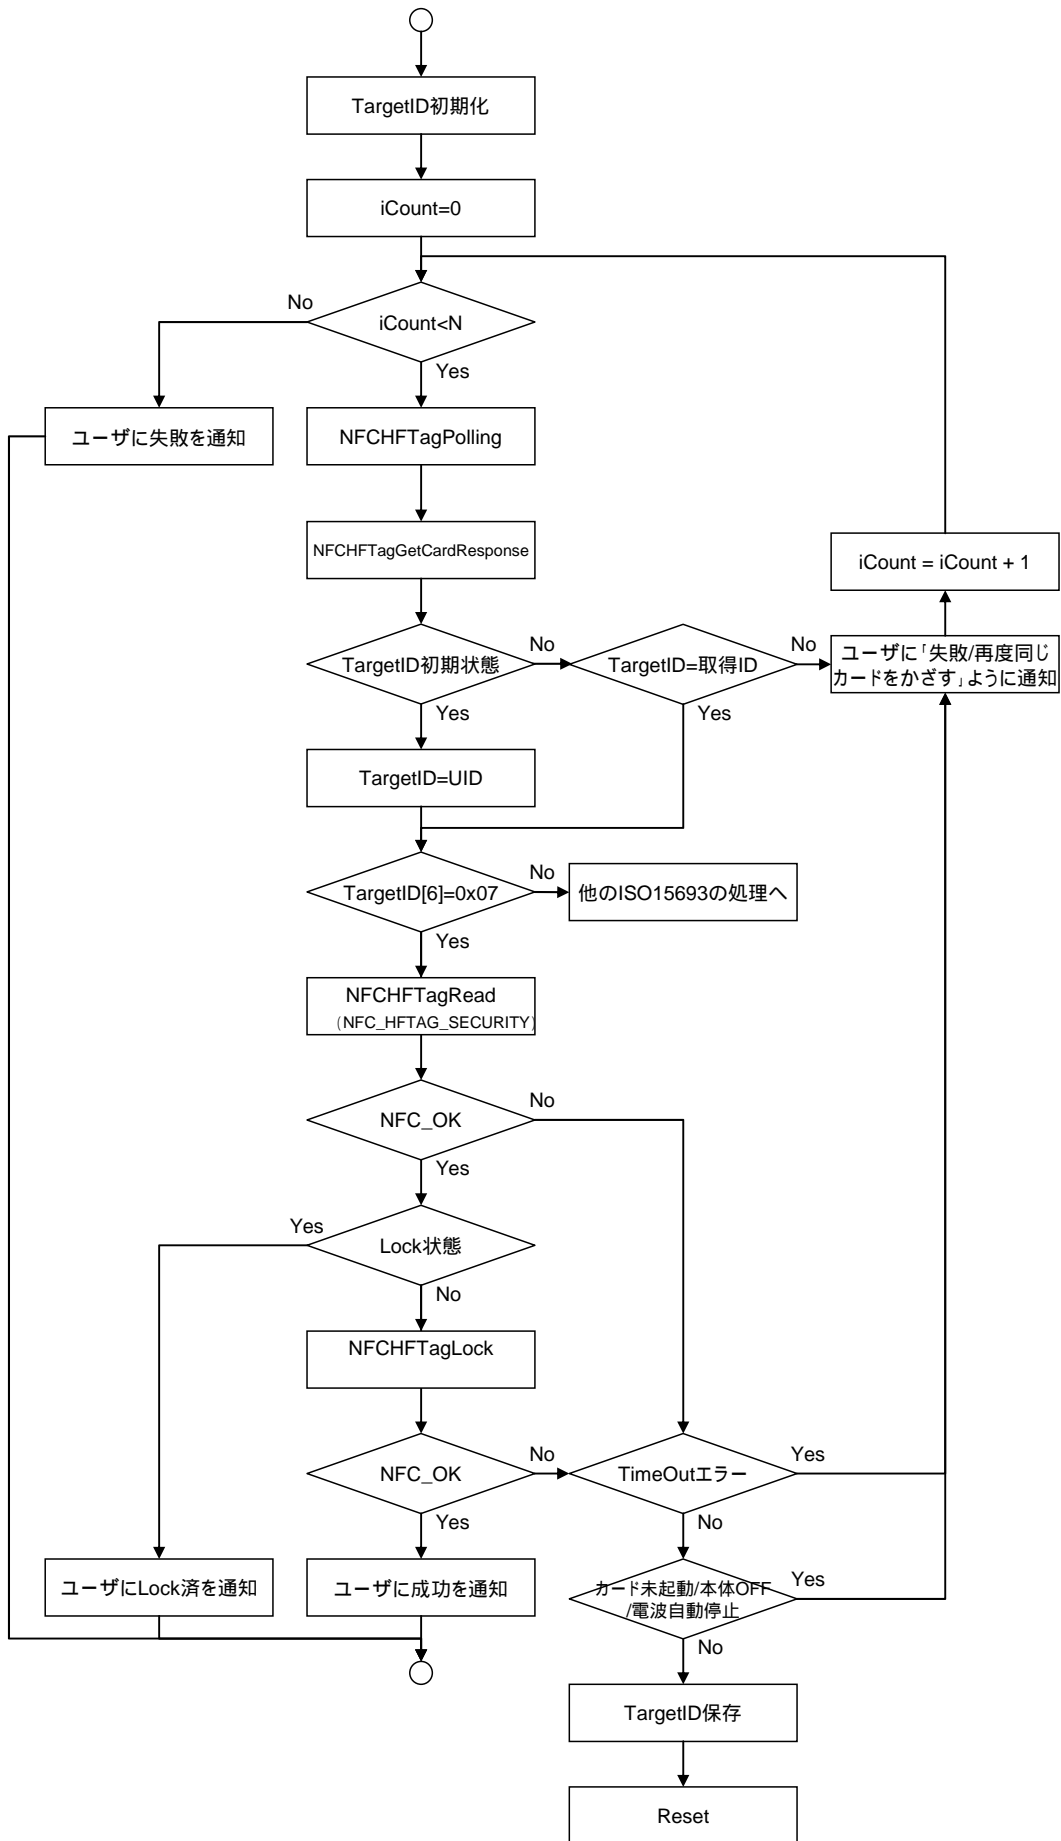 TargetID初期化
iCount=0
No
iCount<N
Yes
ユーザに失敗を通知
NFCHFTagPolling
NFCHFTagGetCardResponse
iCount = iCount + 1
TargetID初期状態
No
TargetID=取得ID
No
ユーザに「失敗/再度同じ
カードをかざす」ように通知
Yes
Yes
TargetID=UID
TargetID[6]=0x07
No
他のISO15693の処理へ
Yes
NFCHFTagRead
(NFC_HFTAG_SECURITY)
NFC_OK
No
Yes
Yes
Lock状態
No
NFCHFTagLock
NFC_OK
No
TimeOutエラー
Yes
Yes
No
ユーザにLock済を通知
ユーザに成功を通知
カード未起動/本体OFF
/電波自動停止
Yes
No
TargetID保存
Reset